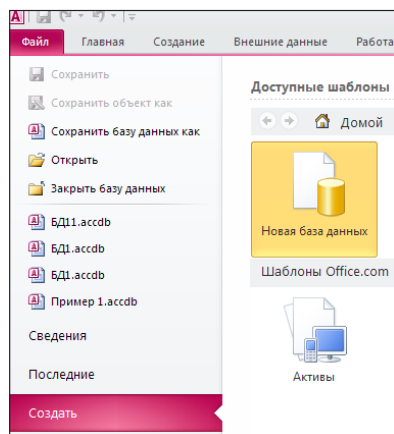 A
Файл Главная Создание Внешние данные Работа
Сохранить
Сохранить объект как
Сохранить базу данных как
Открыть
Закрыть базу данных
БД11.accdb
БД1.accdb
БД1.accdb
Пример 1.accdb
Сведения
Последние
Создать
Доступные шаблоны
Домой
Новая база данных
Шаблоны Office.com
Активы